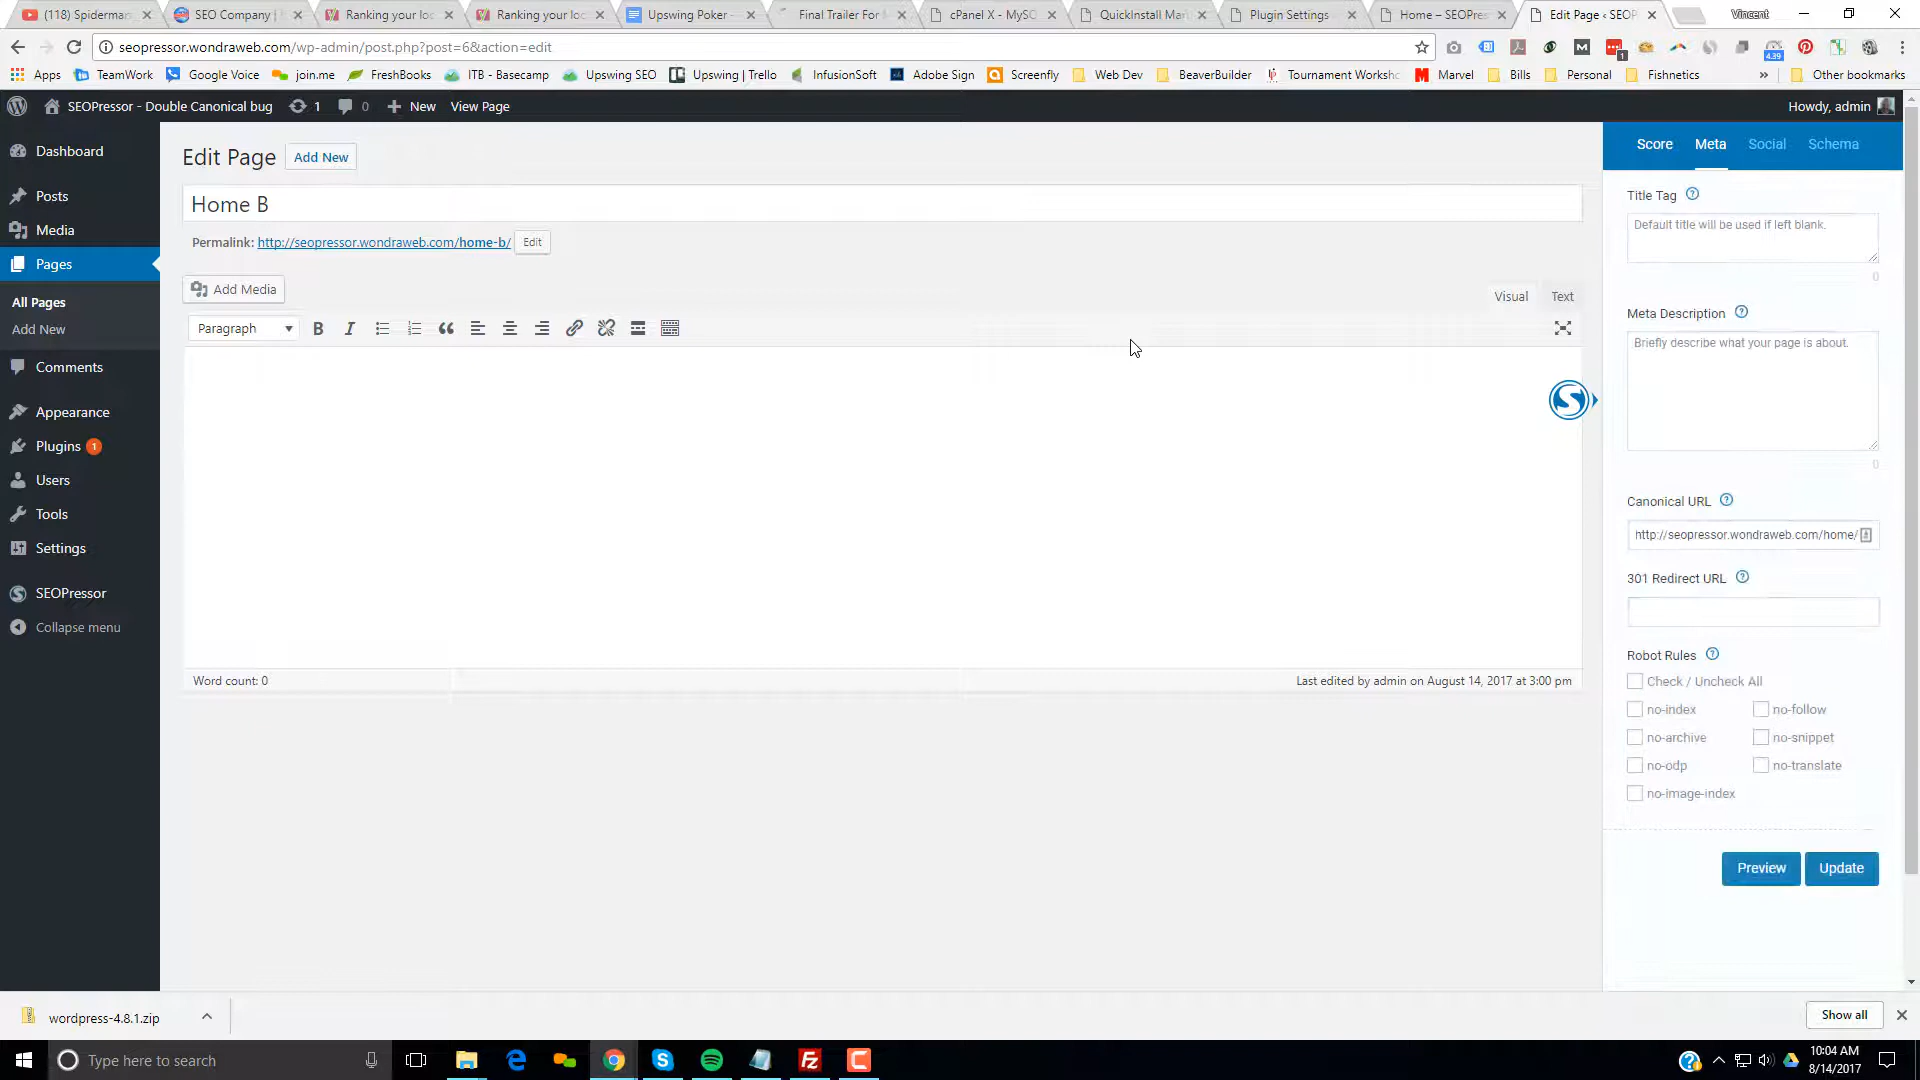 (118) Spiderman
SEO Company |
Ranking your loc
Ranking your loc
Upswing Poker -
Final Trailer For
cPanel X - MySQ
QuickInstall Man
Plugin Settings
Home – SEOPres
Edit Page ‹ SEOP
Vincent
seopressor.wondraweb.com/wp-admin/post.php?post=6&action=edit
Apps
TeamWork
Google Voice
join.me
FreshBooks
ITB - Basecamp
Upswing SEO
Upswing | Trello
InfusionSoft
Adobe Sign
Screenfly
Web Dev
BeaverBuilder
Tournament Worksho
Marvel
Bills
Personal
Fishnetics
»
Other bookmarks
1
4.39
SEOPressor - Double Canonical bug
1
0
New
View Page
Howdy, admin
Dashboard
Posts
Media
Pages
All Pages
Add New
Comments
Appearance
Plugins 1
Users
Tools
Settings
SEOPressor
Collapse menu
Edit Page
Add New
Home B
Permalink: http://seopressor.wondraweb.com/home-b/
Edit
Add Media
Visual
Text
Paragraph
B
I
Word count: 0
Last edited by admin on August 14, 2017 at 3:00 pm
Score
Meta
Social
Schema
Title Tag
Default title will be used if left blank.
0
Meta Description
Briefly describe what your page is about.
0
Canonical URL
http://seopressor.wondraweb.com/home/
301 Redirect URL
Robot Rules
Check / Uncheck All
no-index
no-follow
no-archive
no-snippet
no-odp
no-translate
no-image-index
Preview
Update
wordpress-4.8.1.zip
Show all
Type here to search
10:04 AM
8/14/2017